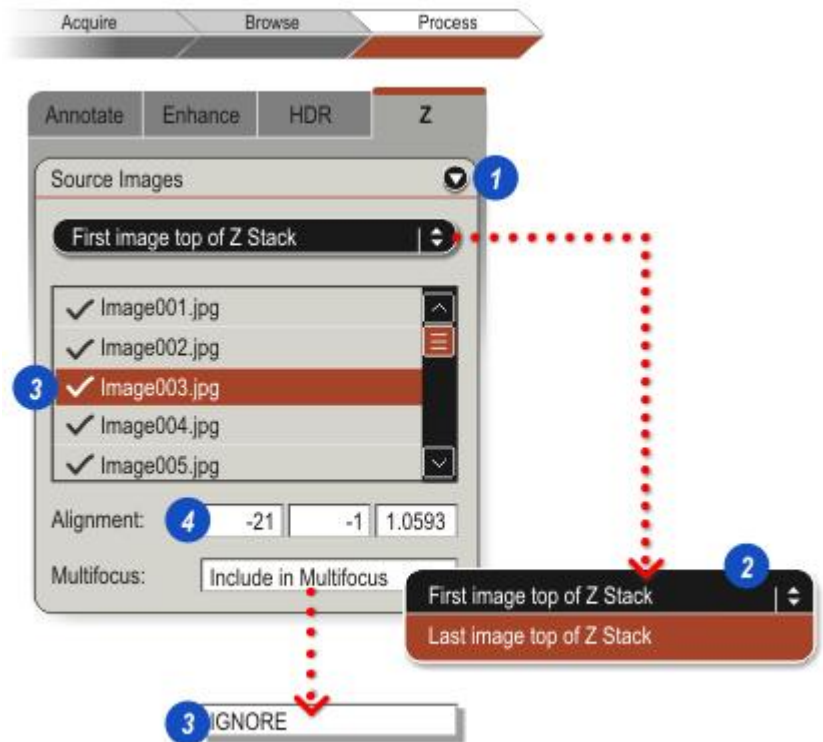 Acquire Browse Process
Annotate Enhance HDR Z
Source Images 1
First image top of Z Stack
Image001.jpg
Image002.jpg
3 Image003.jpg
Image004.jpg
Image005.jpg
Alignment: 4 -21 -1 1.0593
Multifocus: Include in Multifocus
2
First image top of Z Stack
Last image top of Z Stack
3 IGNORE